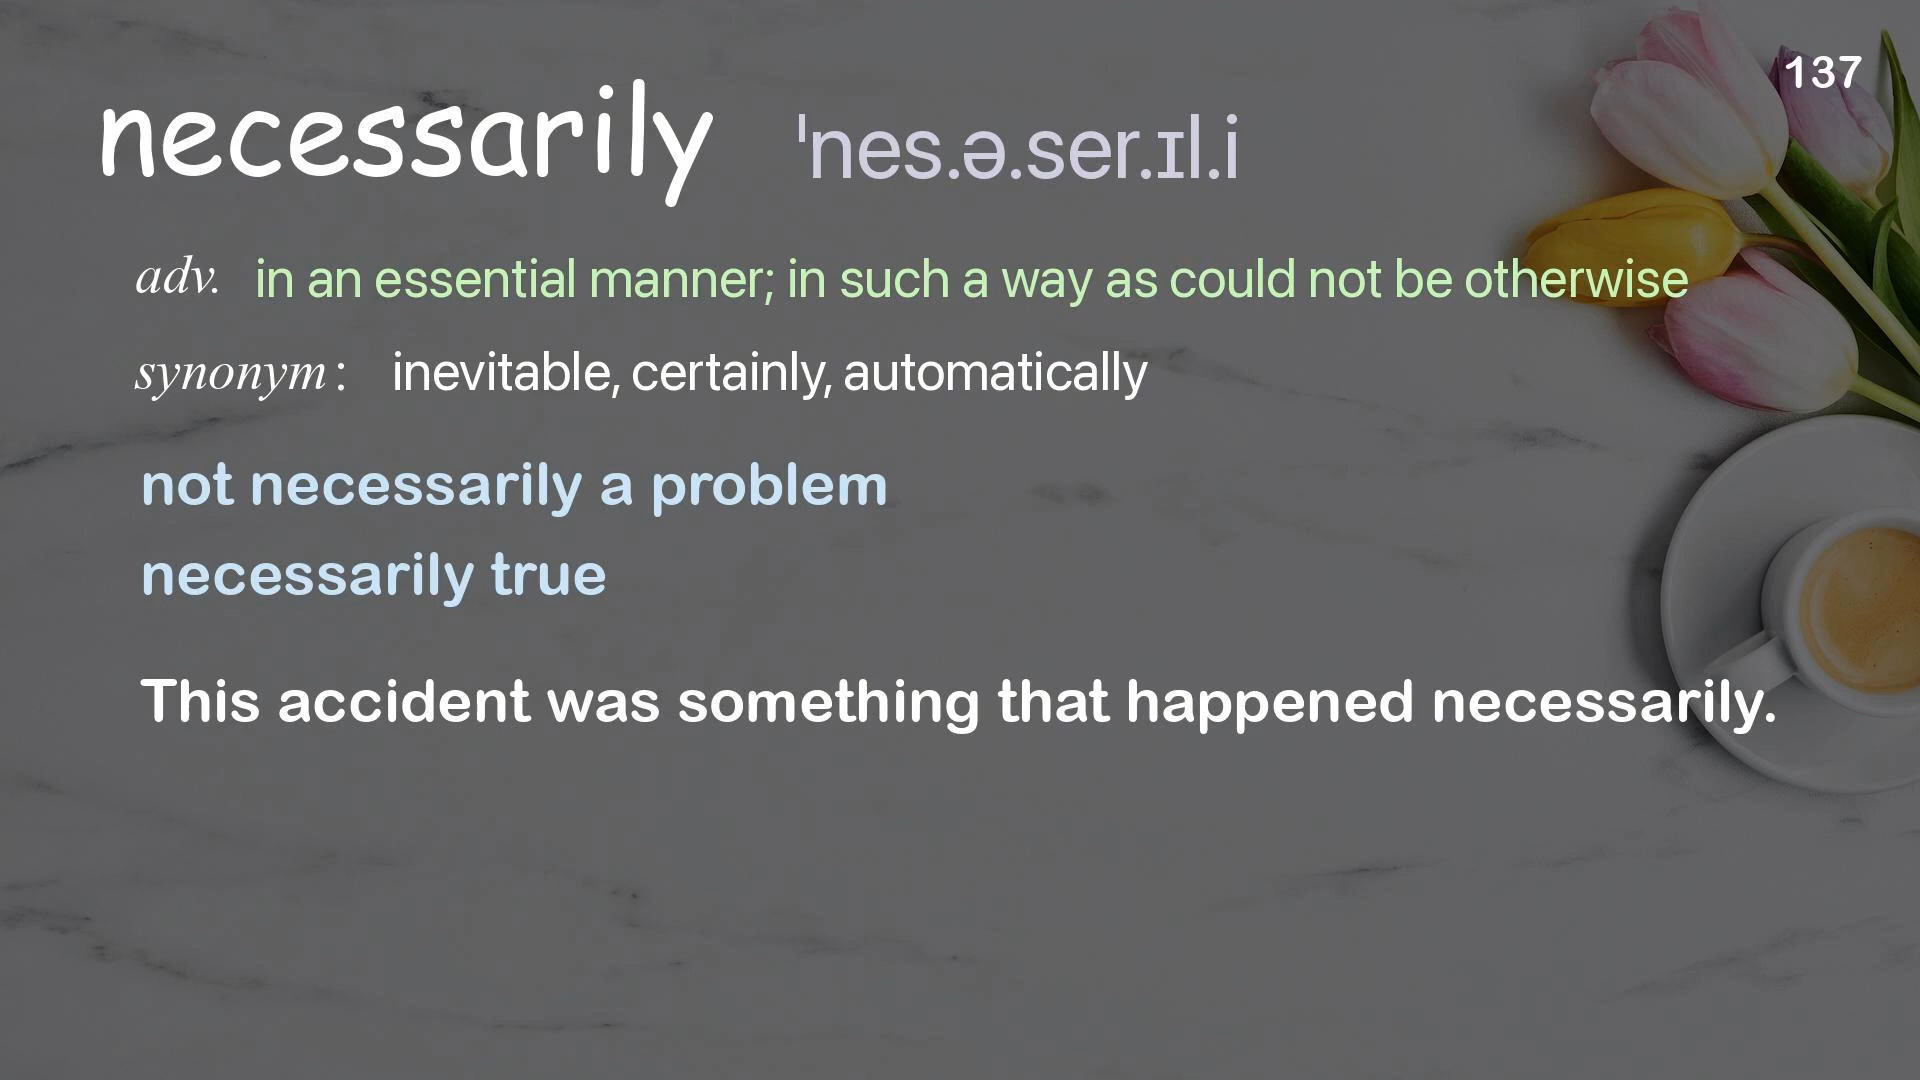 137
necessarily ˈnes.ə.ser.ɪl.i
adv. in an essential manner; in such a way as could not be otherwise
synonym : inevitable, certainly, automatically
not necessarily a problem
necessarily true
This accident was something that happened necessarily.